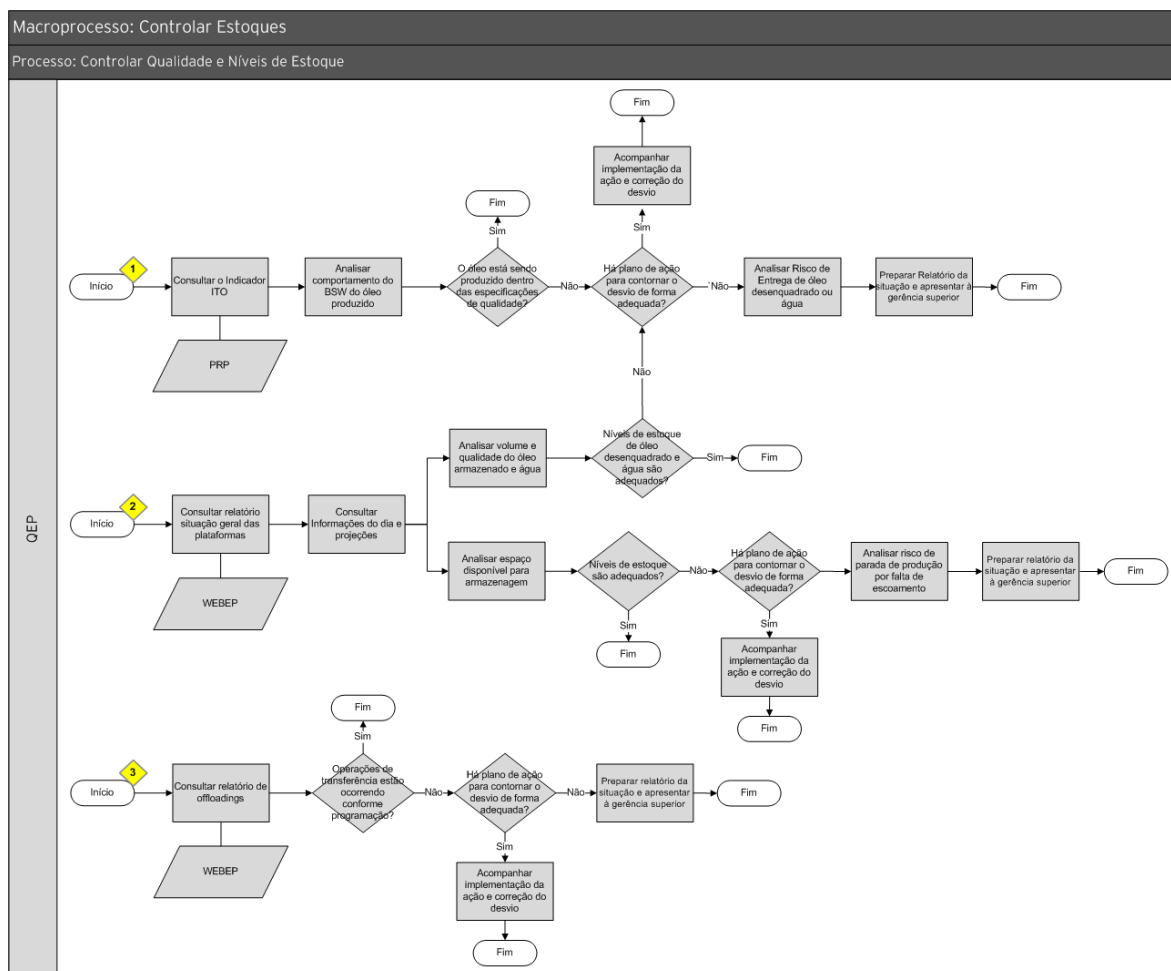 Macroprocesso: Controlar Estoques
Processo: Controlar Qualidade e Níveis de Estoque
QEP
Fim
Acompanhar
implementação da
ação e correção do
desvio
Sim
Fim
Sim
1
Início
Consultar o Indicador
ITO
PRP
Analisar
comportamento do
BSW do óleo
produzido
O óleo está sendo
produzido dentro
das especificações
de qualidade?
Não
Há plano de ação
para contornar o
desvio de forma
adequada?
`Não
Analisar Risco de
Entrega de óleo
desenquadrado ou
água
Preparar Relatório da
situação e apresentar à
gerência superior
Fim
Não
2
Início
Consultar relatório
situação geral das
plataformas
WEBEP
Consultar
Informações do dia e
projeções
Analisar volume e
qualidade do óleo
armazenado e água
Níveis de estoque
de óleo
desenquadrado e
água são
adequados?
Sim
Fim
Analisar espaço
disponível para
armazenagem
Níveis de estoque
são adequados?
Sim
Fim
Não
Há plano de ação
para contornar o
desvio de forma
adequada?
Sim
Acompanhar
implementação da
ação e correção do
desvio
Fim
Analisar risco de
parada de produção
por falta de
escoamento
Preparar relatório da
situação e apresentar
à gerência superior
Fim
3
Início
Consultar relatório de
offloadings
WEBEP
Fim
Sim
Operações de
transferência estão
ocorrendo
conforme
programação?
Não
Há plano de ação
para contornar o
desvio de forma
adequada?
Não
Preparar relatório da
situação e apresentar
à gerência superior
Fim
Sim
Acompanhar
implementação da
ação e correção do
desvio
Fim